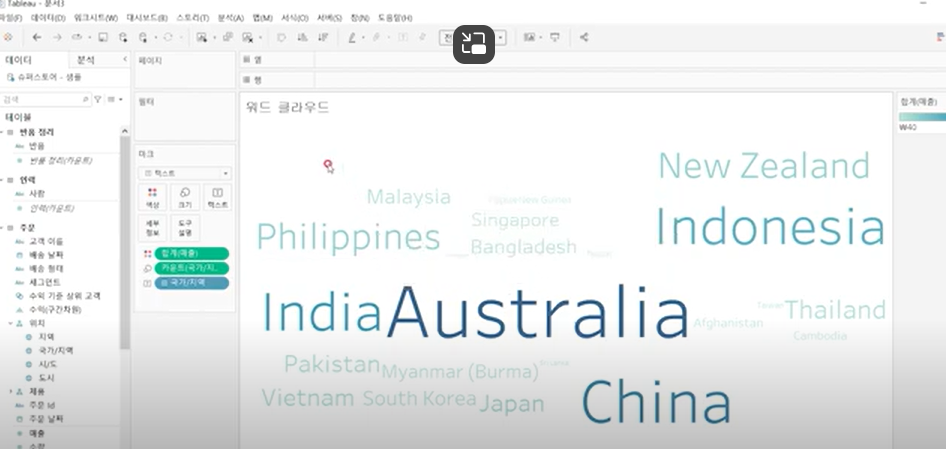 Tableau - 문서3
파일(F) 데이터(D) 워크시트(W) 대시보드(B) 스토리(T) 분석(A) 맵(M) 서식(O) 서버(S) 창(N) 도움말(H)
데이터 분석
슈퍼스토어 - 샘플
검색
테이블
반품 정리
반품
반품 정리(카운트)
인력
사람
인력(카운트)
주문
고객 이름
배송 날짜
배송 형태
세그먼트
수익 기준 상위 고객
수익(구간차원)
위치
지역
국가/지역
시/도
도시
제품
주문 Id
주문 날짜
매출
수량
페이지
필터
마크
텍스트
색상 크기 텍스트
세부 정보 도구 설명
합계(매출)
카운트(국가/지..
국가/지역
열
행
워드 클라우드
New Zealand
Malaysia
Papua New Guinea
Singapore
Indonesia
Philippines
Bangladesh
India
Australia
Taiwan
Thailand
Afghanistan
Cambodia
Pakistan
Myanmar (Burma)
Sri Lanka
Vietnam
South Korea
Japan
China
합계(매출)
₩40